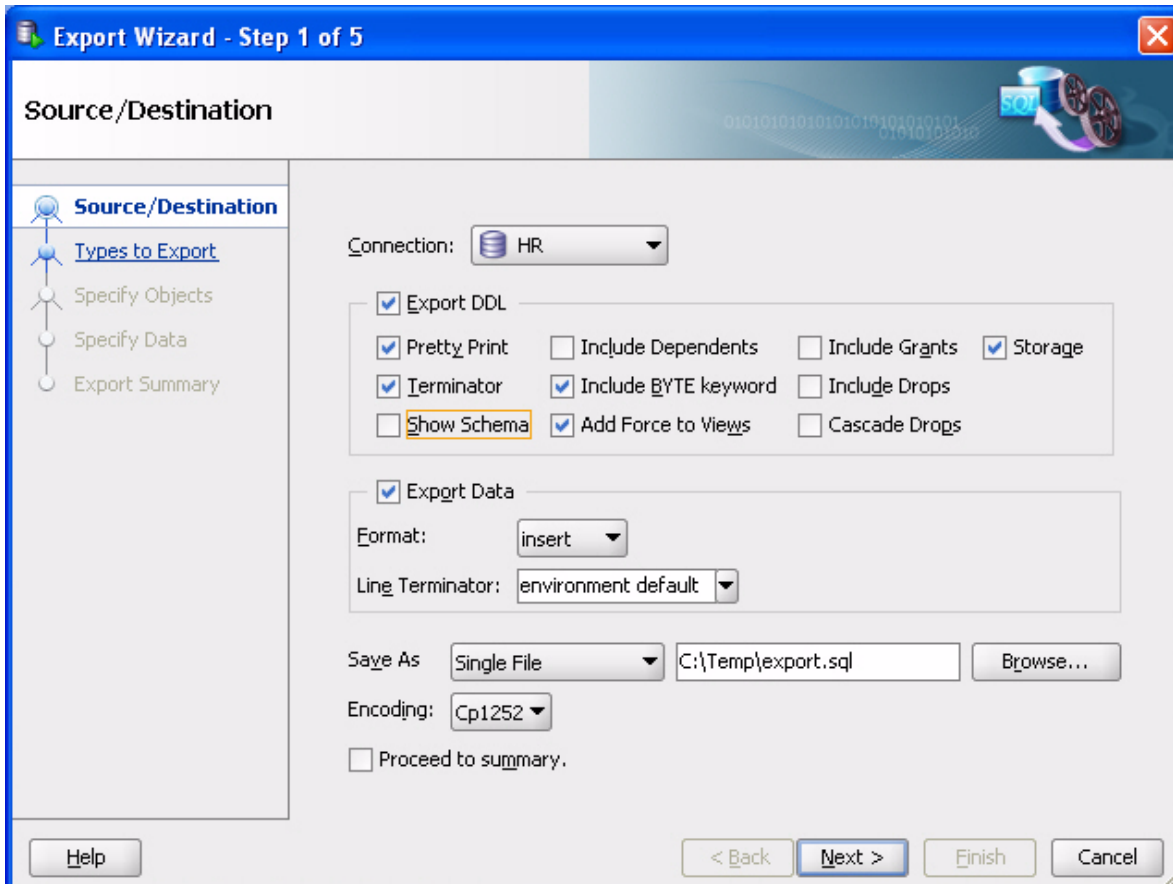 Export Wizard - Step 1 of 5
Source/Destination
SQL
Source/Destination
Types to Export
Specify Objects
Specify Data
Export Summary
Connection: HR
Export DDL
Pretty Print Include Dependents Include Grants Storage
Terminator Include BYTE keyword Include Drops
Show Schema Add Force to Views Cascade Drops
Export Data
Format: insert
Line Terminator: environment default
Save As Single File C:\Temp\export.sql Browse...
Encoding: Cp1252
Proceed to summary.
Help < Back Next > Finish Cancel